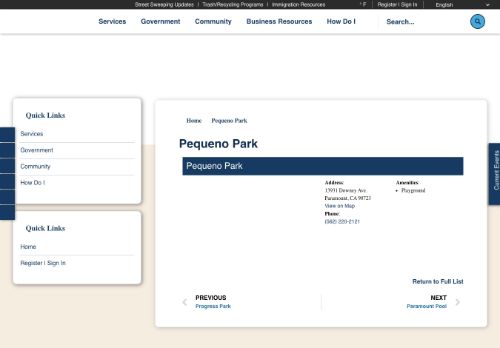 Street Sweeping Updates | Trash/Recycling Programs | Immigration Resources ° F Register | Sign In English
Services Government Community Business Resources How Do I Search...
Quick Links
Services
Government
Community
How Do I
Quick Links
Home
Register | Sign In
Home Pequeno Park
Pequeno Park
Pequeno Park
Address:
15931 Downey Ave.
Paramount, CA 90723
View on Map
Phone:
(562) 220-2121
Amenities:
• Playground
Return to Full List
PREVIOUS
Progress Park
NEXT
Paramount Pool
Current Events